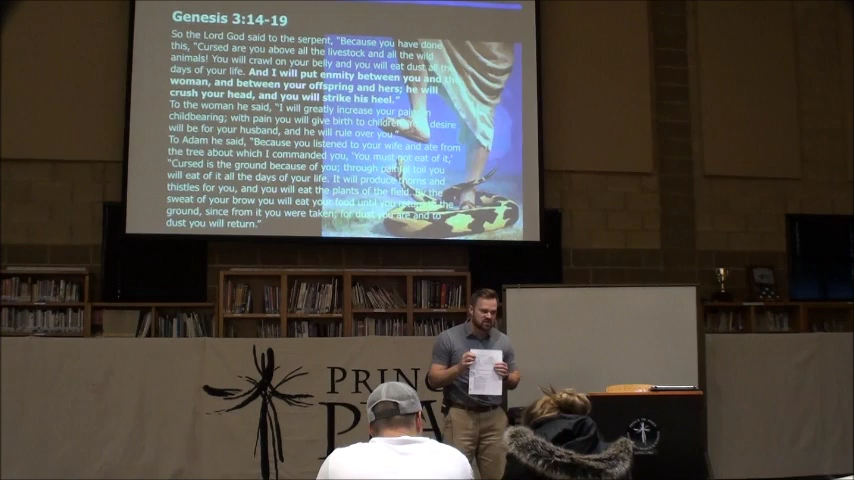 Genesis 3:14-19
So the Lord God said to the serpent, "Because you have done
this, "Cursed are you above all the livestock and all the wild
animals! You will crawl on your belly and you will eat dust all the
days of your life. And I will put enmity between you and the
woman, and between your offspring and hers; he will
crush your head, and you will strike his heel."
To the woman he said, "I will greatly increase your pains in
childbearing; with pain you will give birth to children. Your desire
will be for your husband, and he will rule over you."
To Adam he said, "Because you listened to your wife and ate from
the tree about which I commanded you, 'You must not eat of it,'
"Cursed is the ground because of you; through painful toil you
will eat of it all the days of your life. It will produce thorns and
thistles for you, and you will eat the plants of the field. By the
sweat of your brow you will eat your food until you return to the
ground, since from it you were taken; for dust you are and to
dust you will return."
PRINC